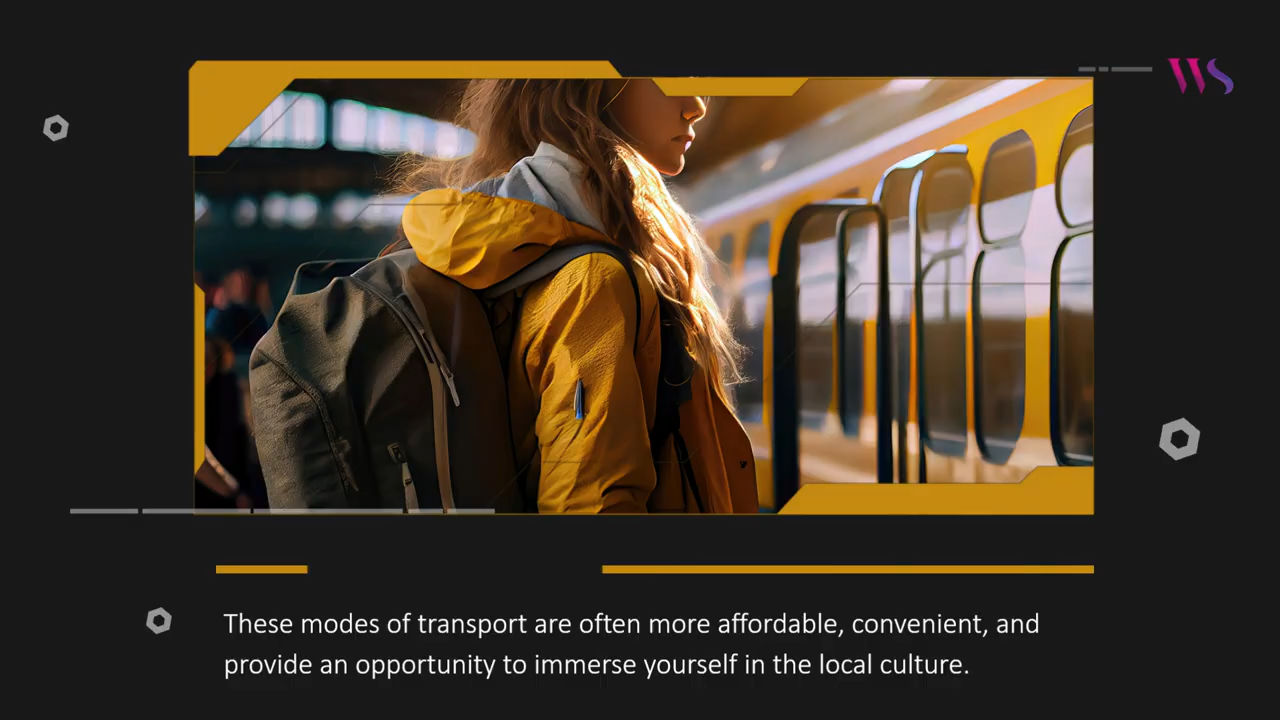 WS
These modes of transport are often more affordable, convenient, and
provide an opportunity to immerse yourself in the local culture.